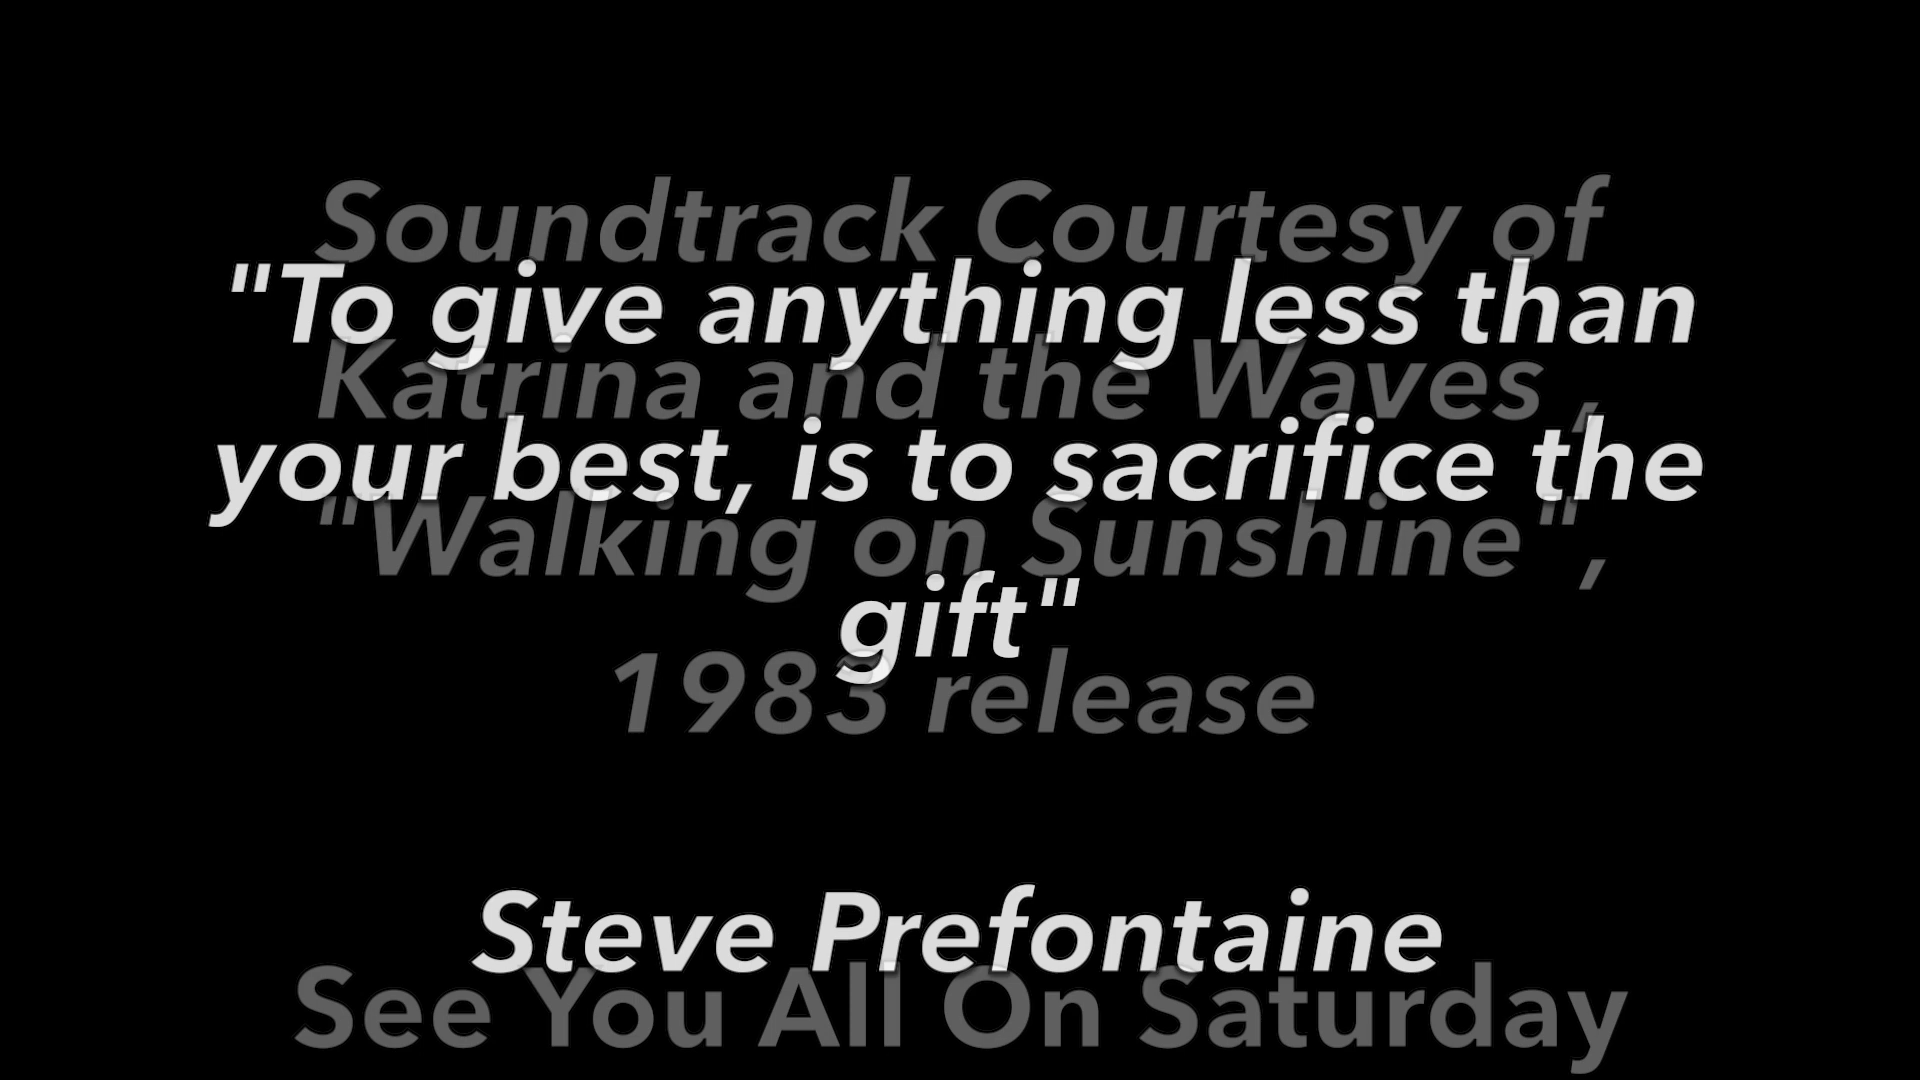 Soundtrack Courtesy of
"To give anything less than
Katrina and the Waves ,
your best, is to sacrifice the
"Walking on Sunshine",
gift"
1983 release
Steve Prefontaine
See You All On Saturday